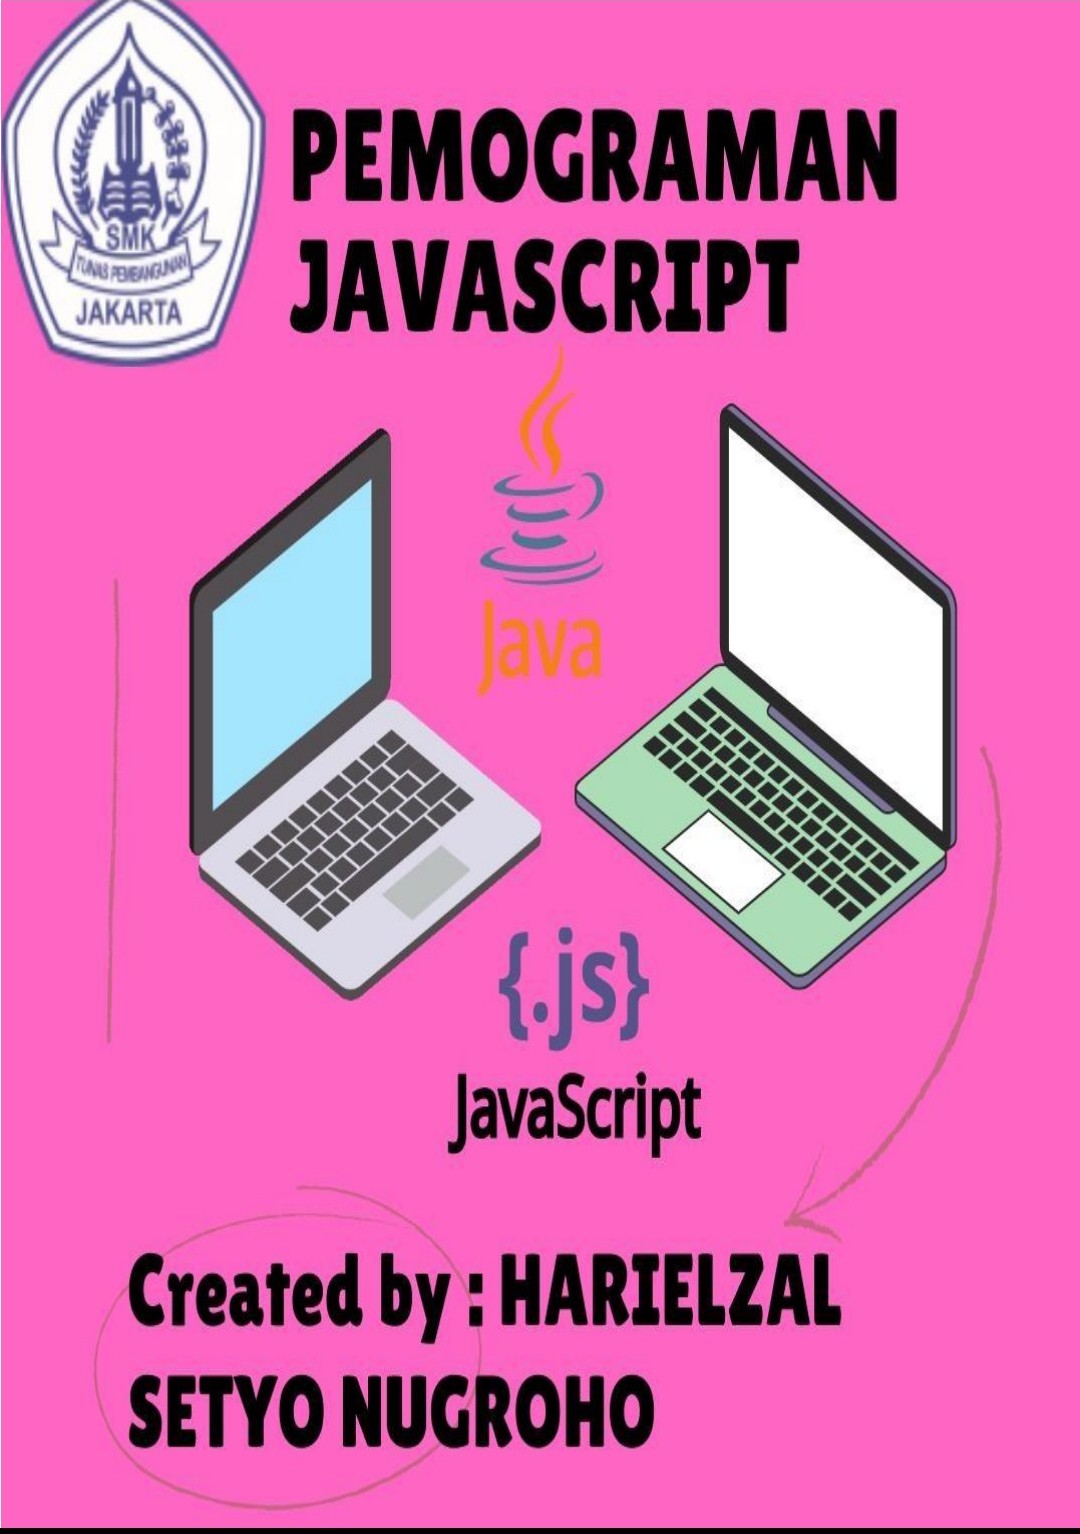 SMK
TUNAS PEMBANGUNAN
JAKARTA
PEMOGRAMAN
JAVASCRIPT
Java
{.js}
JavaScript
Created by : HARIELZAL
SETYO NUGROHO